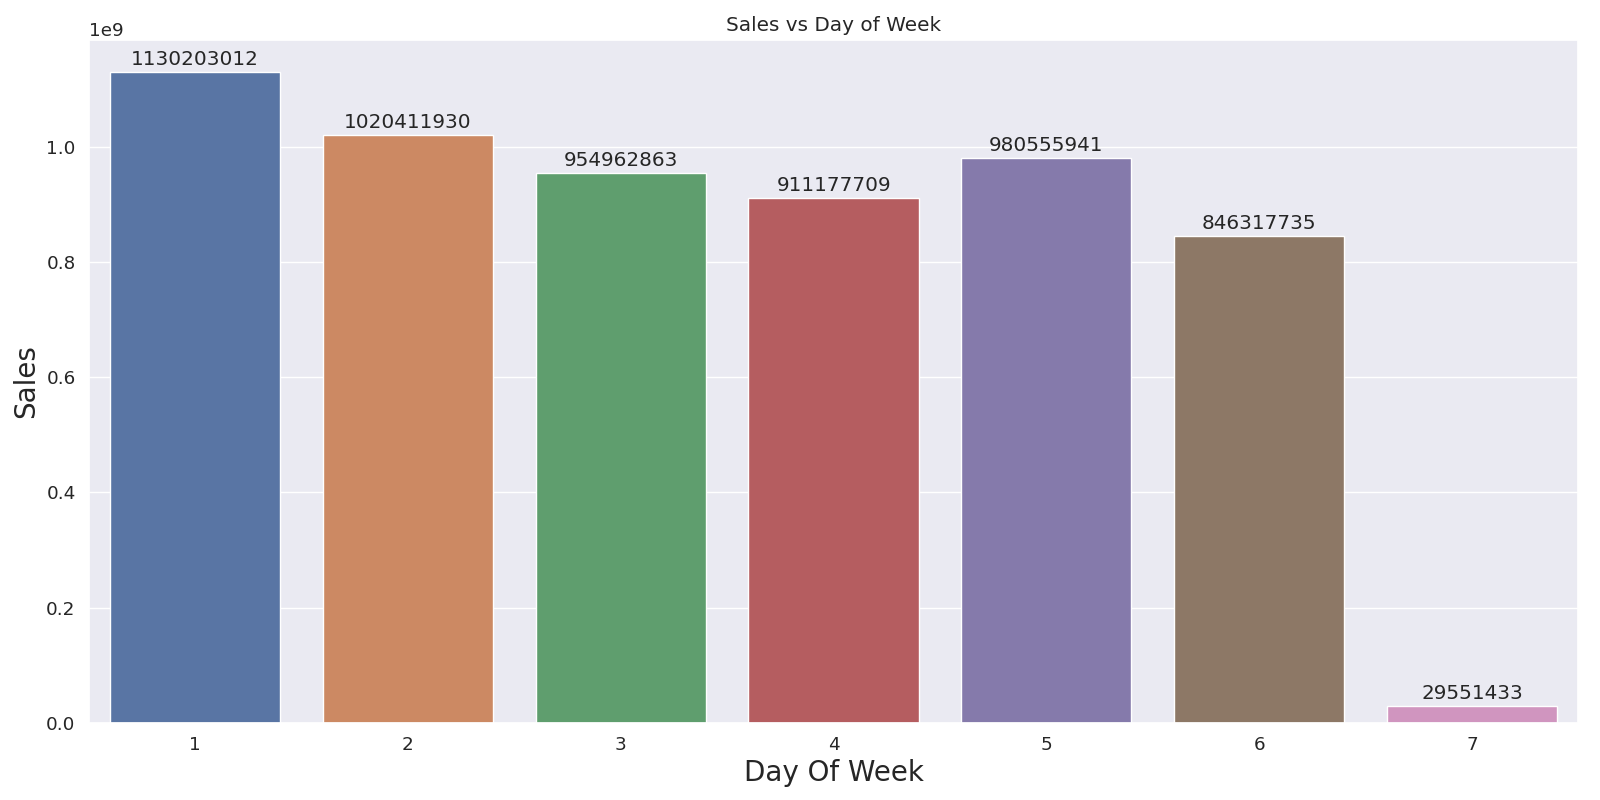 Sales vs Day of Week
1e9
1130203012
1020411930
954962863
911177709
980555941
846317735
29551433
1.0
0.8
0.6
0.4
0.2
0.0
Sales
1 2 3 4 5 6 7
Day Of Week